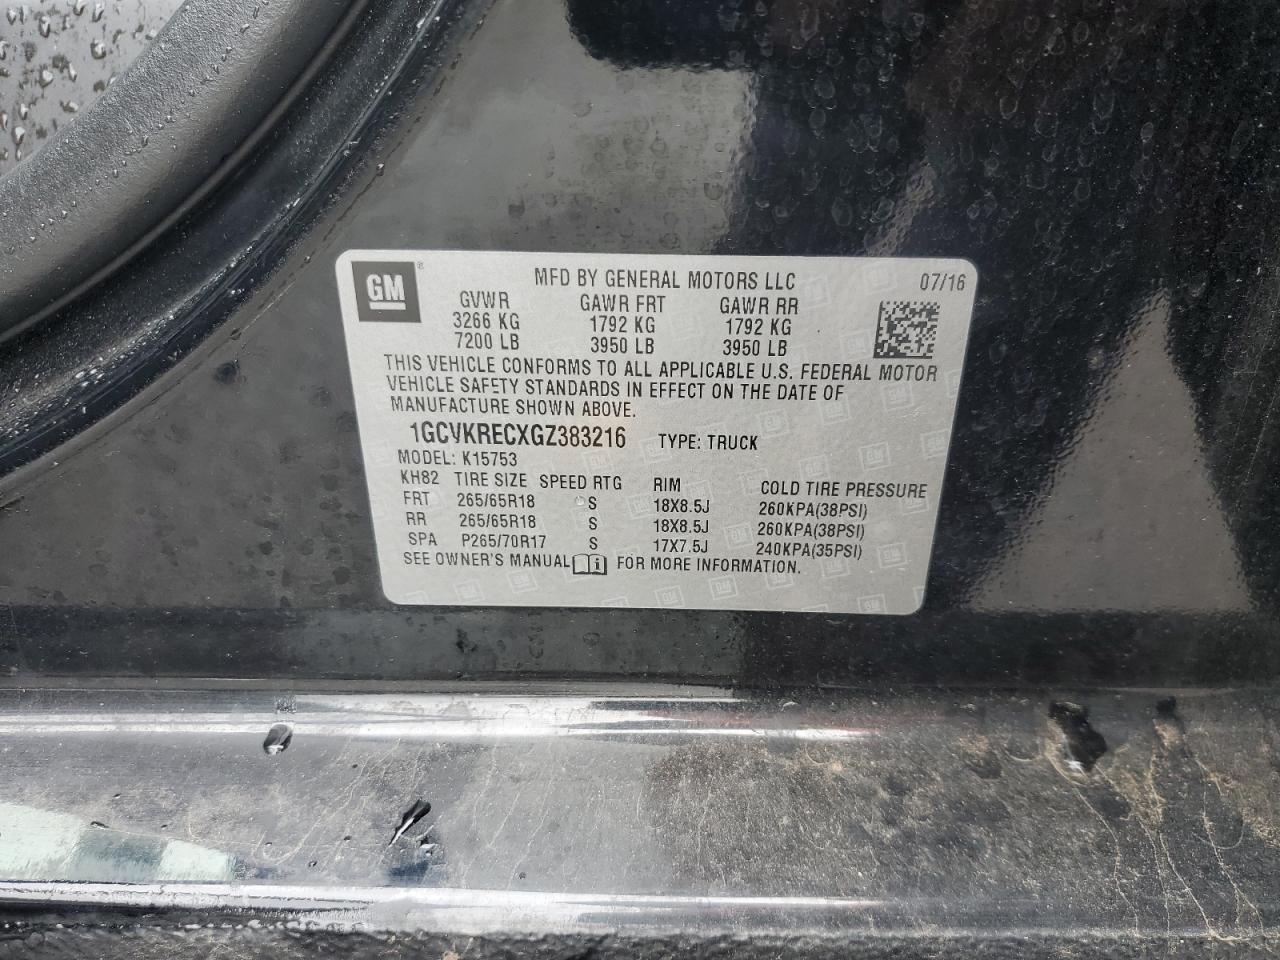 GM ® MFD BY GENERAL MOTORS LLC 07/16
GVWR GAWR FRT GAWR RR
3266 KG 1792 KG 1792 KG
7200 LB 3950 LB 3950 LB
THIS VEHICLE CONFORMS TO ALL APPLICABLE U.S. FEDERAL MOTOR
VEHICLE SAFETY STANDARDS IN EFFECT ON THE DATE OF
MANUFACTURE SHOWN ABOVE.
1GCVKRECXGZ383216 TYPE: TRUCK
MODEL: K15753
KH82 TIRE SIZE SPEED RTG RIM COLD TIRE PRESSURE
FRT 265/65R18 S 18X8.5J 260KPA(38PSI)
RR 265/65R18 S 18X8.5J 260KPA(38PSI)
SPA P265/70R17 S 17X7.5J 240KPA(35PSI)
SEE OWNER'S MANUAL FOR MORE INFORMATION.